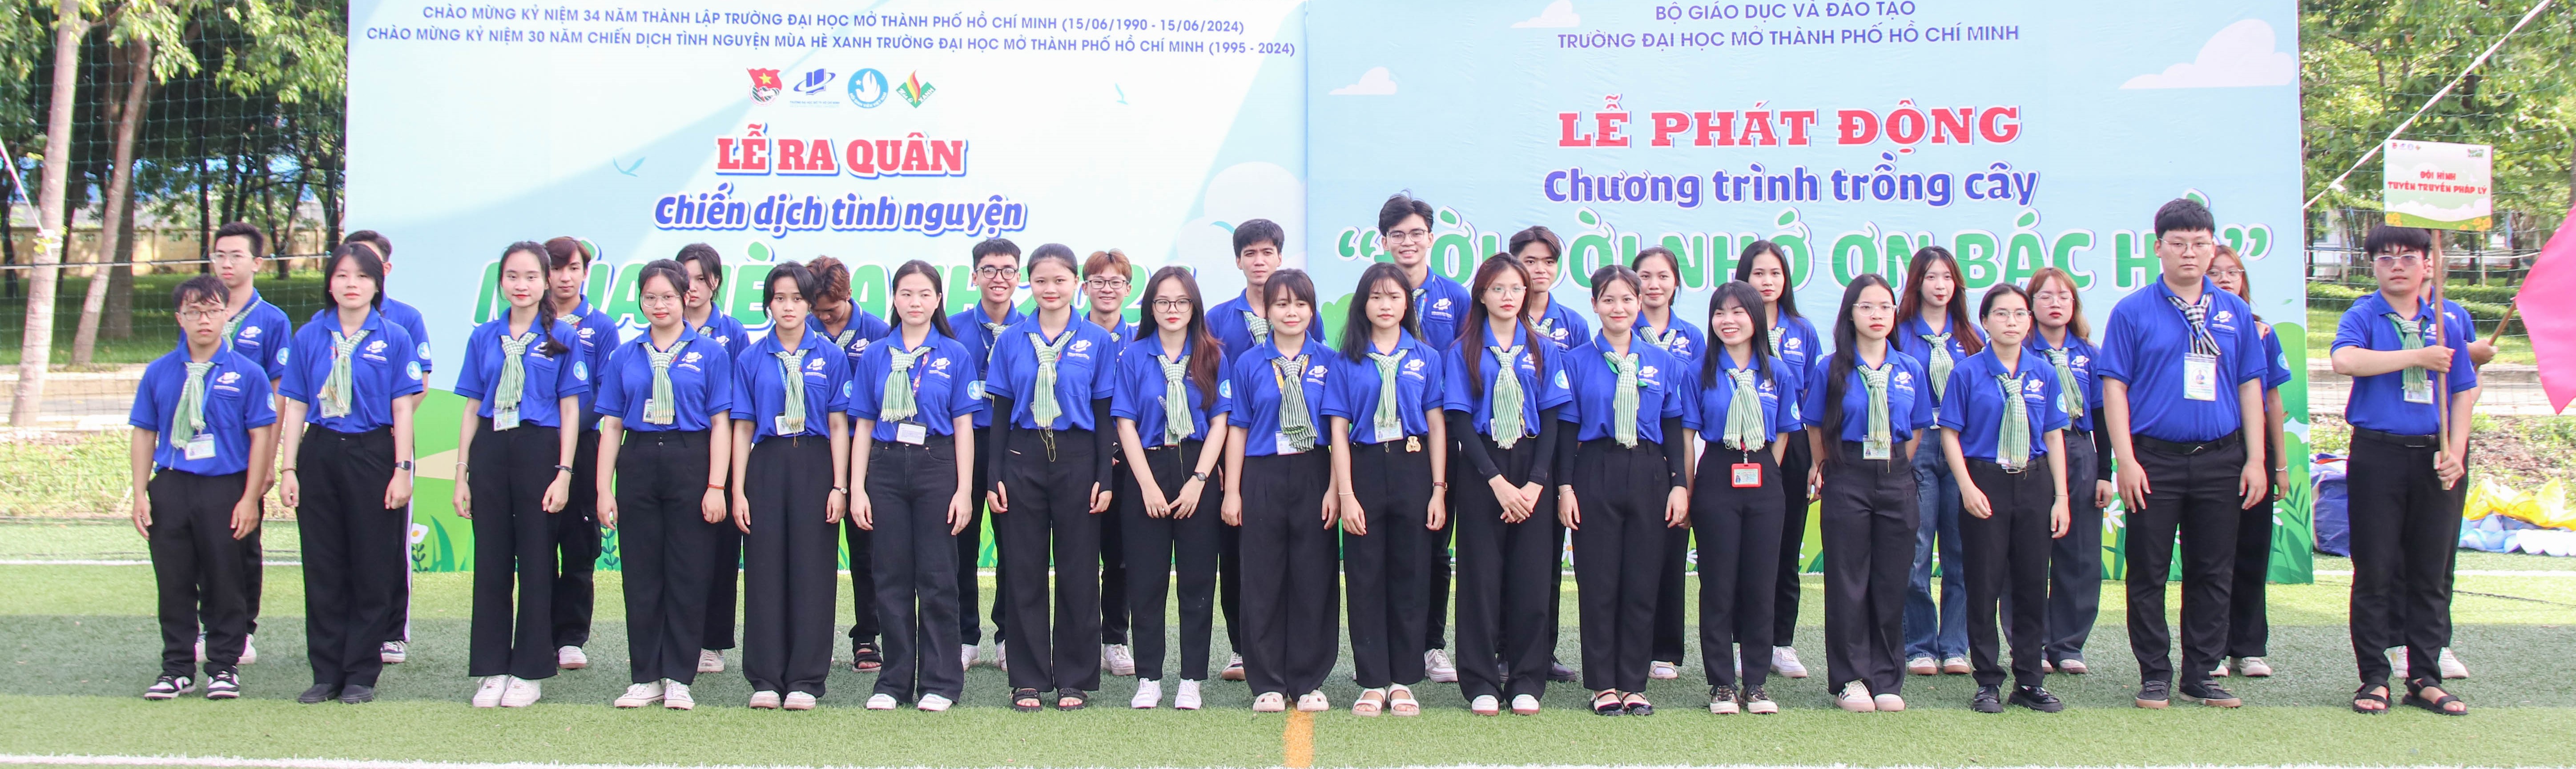 CHÀO MỪNG KỶ NIỆM 34 NĂM THÀNH LẬP TRƯỜNG ĐẠI HỌC MỞ THÀNH PHỐ HỒ CHÍ MINH (15/06/1990 - 15/06/2024)
CHÀO MỪNG KỶ NIỆM 30 NĂM CHIẾN DỊCH TÌNH NGUYỆN MÙA HÈ XANH TRƯỜNG ĐẠI HỌC MỞ THÀNH PHỐ HỒ CHÍ MINH (1995 - 2024)
LỄ RA QUÂN
Chiến dịch tình nguyện
BỘ GIÁO DỤC VÀ ĐÀO TẠO
TRƯỜNG ĐẠI HỌC MỞ THÀNH PHỐ HỒ CHÍ MINH
LỄ PHÁT ĐỘNG
Chương trình trồng cây
NHỚ ƠN BÁC
ĐỘI HÌNH
TUYÊN TRUYỀN PHÁP LÝ